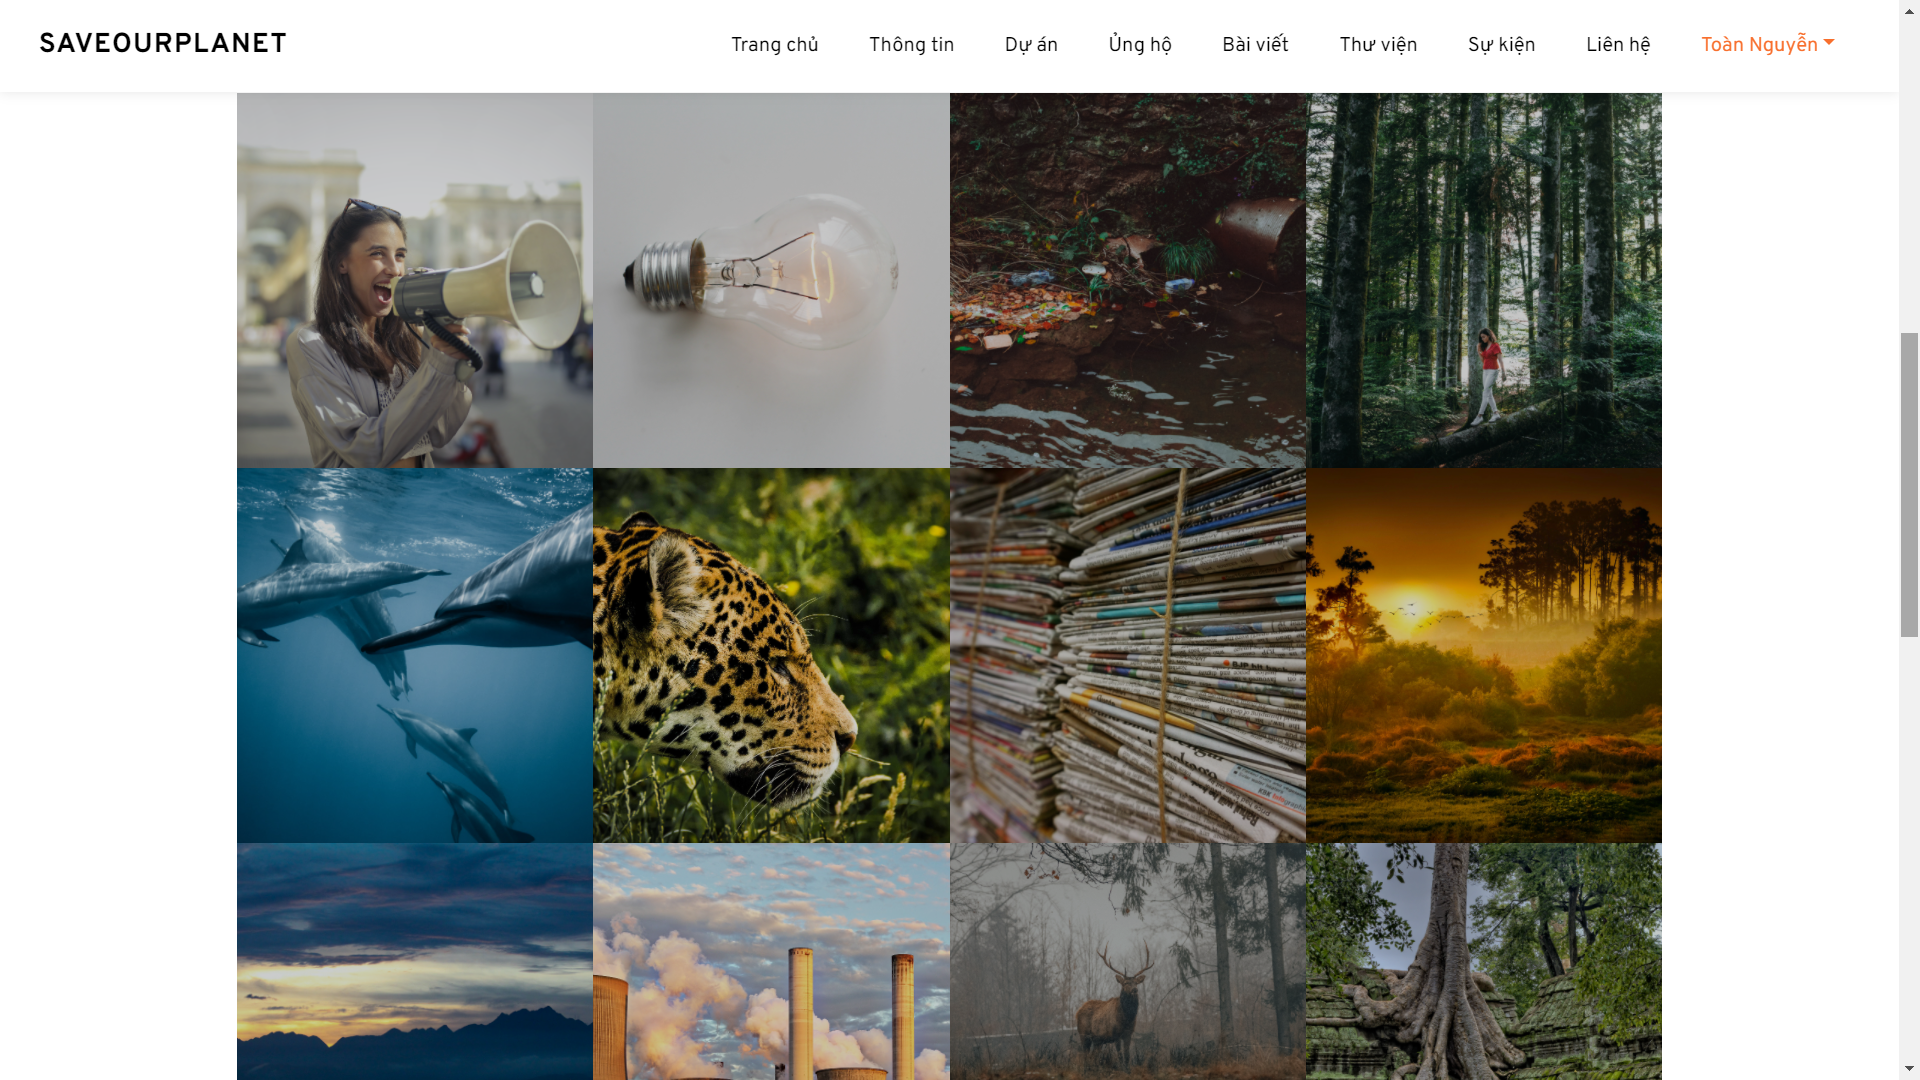 SAVEOURPLANET
Trang chủ
Thông tin
Dự án
Ủng hộ
Bài viết
Thư viện
Sự kiện
Liên hệ
Toàn Nguyễn